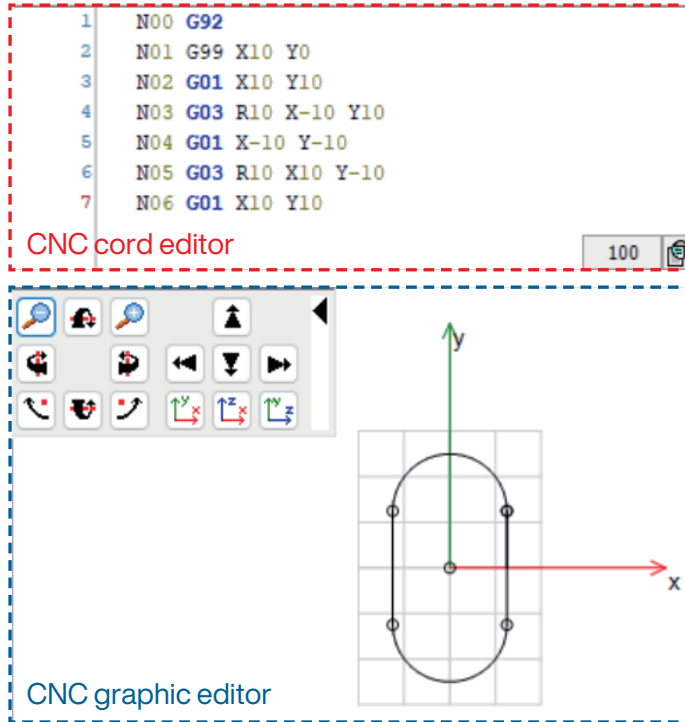 1 N00 G92
2 N01 G99 X10 Y0
3 N02 G01 X10 Y10
4 N03 G03 R10 X-10 Y10
5 N04 G01 X-10 Y-10
6 N05 G03 R10 X10 Y-10
7 N06 G01 X10 Y10
CNC cord editor
100
y
x
z
x
y
z
y
x
CNC graphic editor